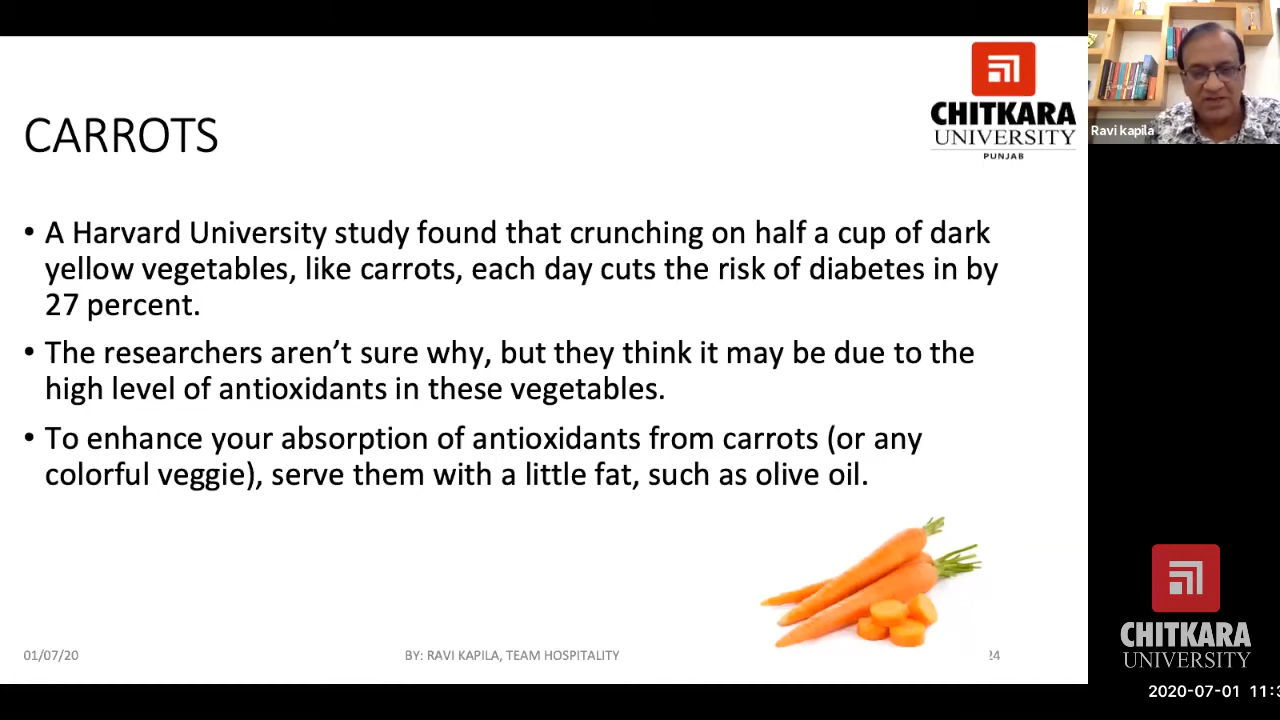 CARROTS
CHITKARA
UNIVERSITY
PUNJAB
Ravi kapila
• A Harvard University study found that crunching on half a cup of dark
yellow vegetables, like carrots, each day cuts the risk of diabetes in by
27 percent.
• The researchers aren’t sure why, but they think it may be due to the
high level of antioxidants in these vegetables.
• To enhance your absorption of antioxidants from carrots (or any
colorful veggie), serve them with a little fat, such as olive oil.
01/07/20
BY: RAVI KAPILA, TEAM HOSPITALITY
24
CHITKARA
UNIVERSITY
2020-07-01 11:3